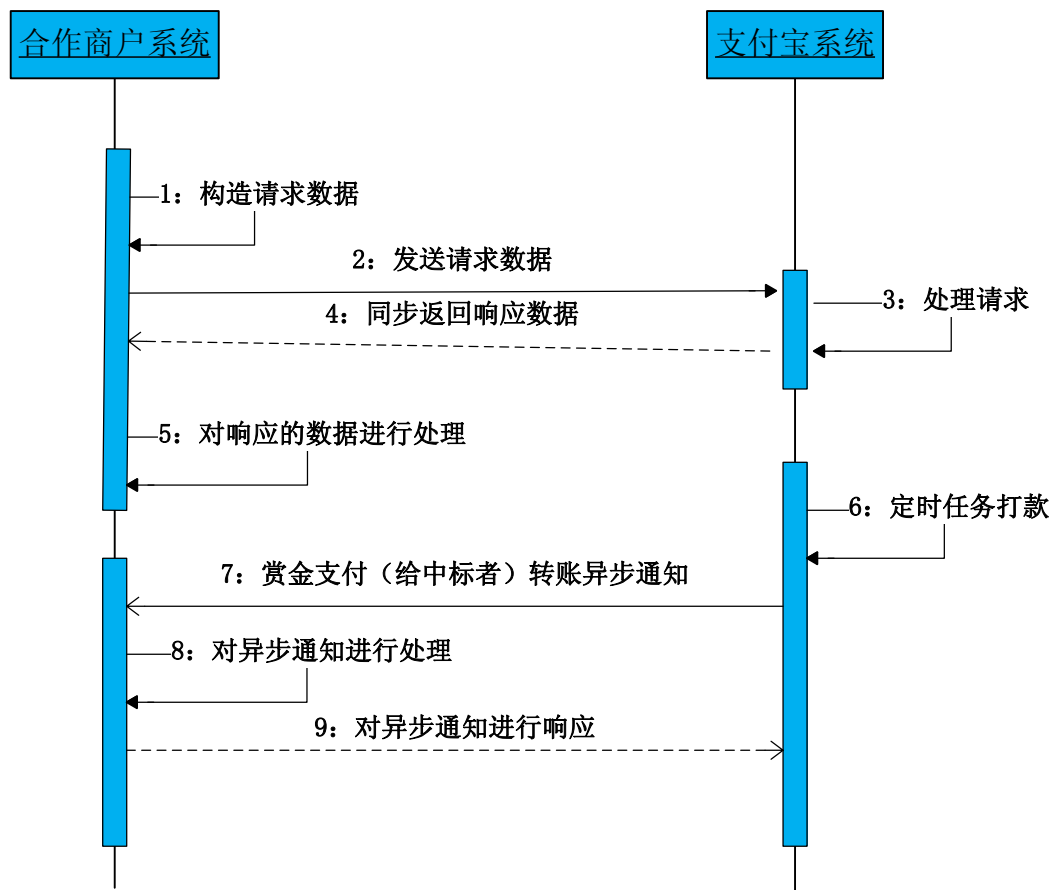 合作商户系统
支付宝系统
1：构造请求数据
2：发送请求数据
3：处理请求
4：同步返回响应数据
5：对响应的数据进行处理
6：定时任务打款
7：赏金支付（给中标者）转账异步通知
8：对异步通知进行处理
9：对异步通知进行响应